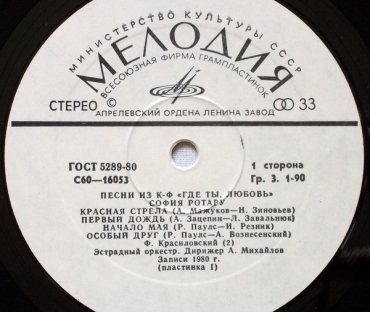 МИНИСТЕРСТВО КУЛЬТУРЫ СССР
МЕЛОДИЯ
ВСЕСОЮЗНАЯ ФИРМА ГРАМПЛАСТИНОК
СТЕРЕО © 33
АПРЕЛЕВСКИЙ ОРДЕНА ЛЕНИНА ЗАВОД
ГОСТ 5289-80 1 сторона
С60—16053 Гр. 3. 1-90
ПЕСНИ ИЗ К-Ф «ГДЕ ТЫ, ЛЮБОВЬ»
СОФИЯ РОТАРУ
КРАСНАЯ СТРЕЛА (А. Мажуков—Н. Зиновьев)
ПЕРВЫЙ ДОЖДЬ (А. Зацепин—Л. Завальнюк)
НАЧАЛО МАЯ (Р. Паулс—И. Резник)
ОСОБЫЙ ДРУГ (Р. Паулс—А. Вознесенский)
Ф. Красиловский (2)
Эстрадный оркестр. Дирижер А. Михайлов
Записи 1980 г.
(пластинка 1)